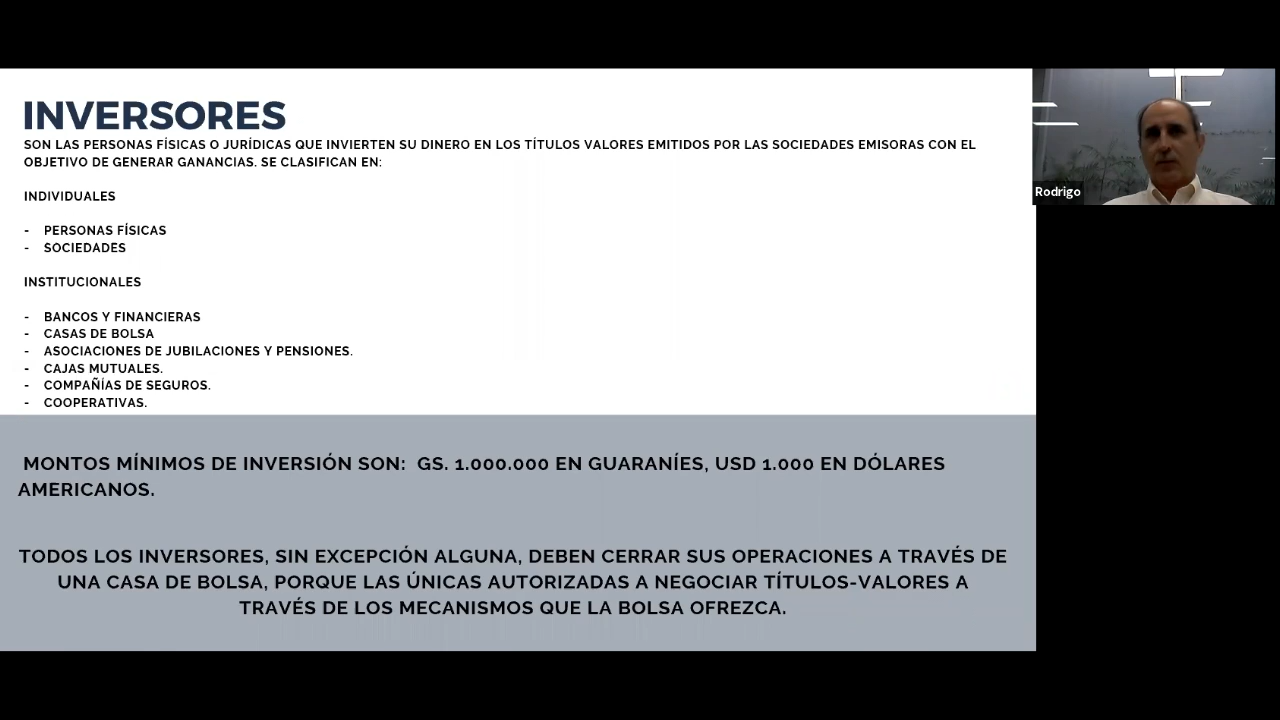 INVERSORES
SON LAS PERSONAS FÍSICAS O JURÍDICAS QUE INVIERTEN SU DINERO EN LOS TÍTULOS VALORES EMITIDOS POR LAS SOCIEDADES EMISORAS CON EL
OBJETIVO DE GENERAR GANANCIAS. SE CLASIFICAN EN:
INDIVIDUALES
- PERSONAS FÍSICAS
- SOCIEDADES
INSTITUCIONALES
- BANCOS Y FINANCIERAS
- CASAS DE BOLSA
- ASOCIACIONES DE JUBILACIONES Y PENSIONES.
- CAJAS MUTUALES.
- COMPAÑÍAS DE SEGUROS.
- COOPERATIVAS.
MONTOS MÍNIMOS DE INVERSIÓN SON: GS. 1.000.000 EN GUARANÍES, USD 1.000 EN DÓLARES
AMERICANOS.
TODOS LOS INVERSORES, SIN EXCEPCIÓN ALGUNA, DEBEN CERRAR SUS OPERACIONES A TRAVÉS DE
UNA CASA DE BOLSA, PORQUE LAS ÚNICAS AUTORIZADAS A NEGOCIAR TÍTULOS-VALORES A
TRAVÉS DE LOS MECANISMOS QUE LA BOLSA OFREZCA.
Rodrigo